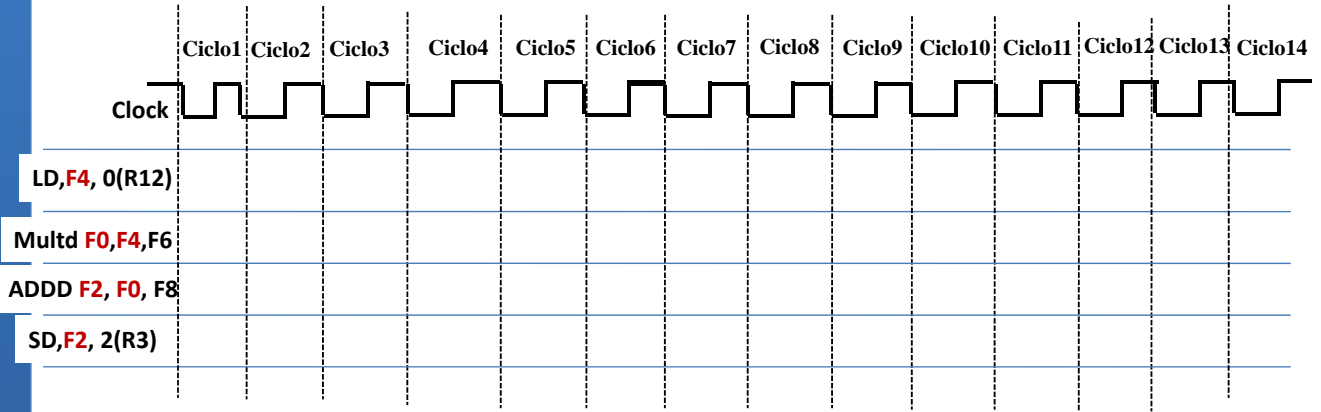 Ciclo1 Ciclo2 Ciclo3 Ciclo4 Ciclo5 Ciclo6 Ciclo7 Ciclo8 Ciclo9 Ciclo10 Ciclo11 Ciclo12 Ciclo13 Ciclo14
Clock
LD,F4, 0(R12)
Multd F0,F4,F6
ADDD F2, F0, F8
SD,F2, 2(R3)